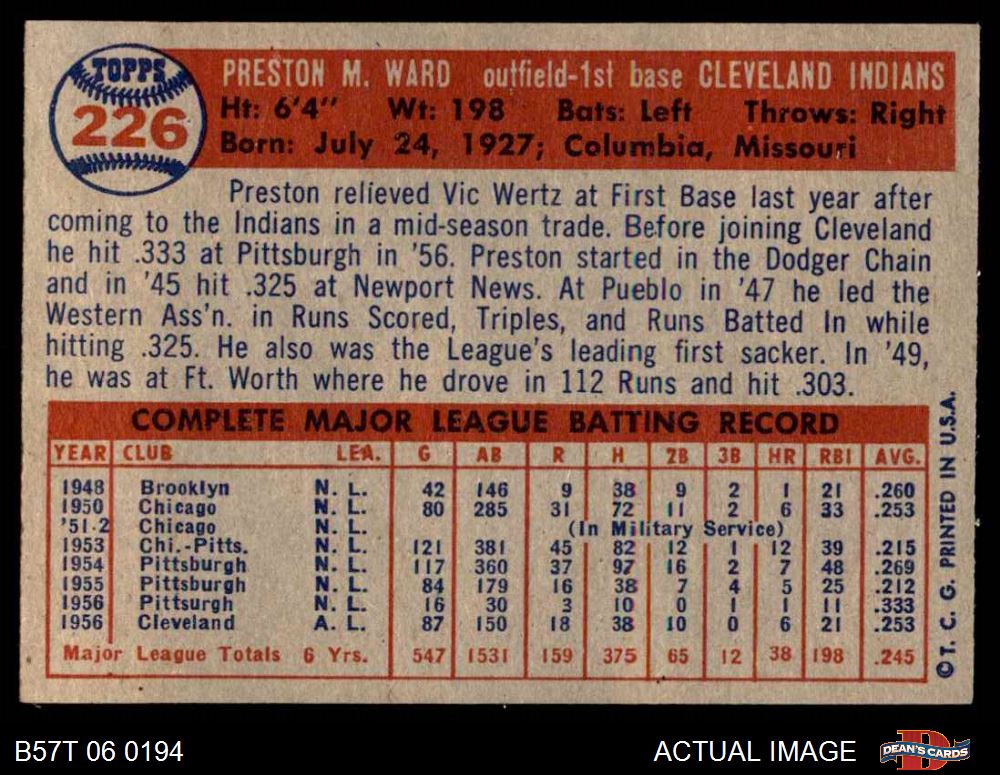 TOPPS
226
PRESTON M. WARD outfield-1st base CLEVELAND INDIANS
Ht: 6'4" Wt: 198 Bats: Left Throws: Right
Born: July 24, 1927; Columbia, Missouri
Preston relieved Vic Wertz at First Base last year after
coming to the Indians in a mid-season trade. Before joining Cleveland
he hit .333 at Pittsburgh in '56. Preston started in the Dodger Chain
and in '45 hit .325 at Newport News. At Pueblo in '47 he led the
Western Ass'n. in Runs Scored, Triples, and Runs Batted In while
hitting .325. He also was the League's leading first sacker. In '49,
he was at Ft. Worth where he drove in 112 Runs and hit .303.
COMPLETE MAJOR LEAGUE BATTING RECORD
YEAR CLUB LEA. G AB R H 2B 3B HR RBI AVG.
1948 Brooklyn N. L. 42 146 9 38 9 2 1 21 .260
1950 Chicago N. L. 80 285 31 72 11 2 6 33 .253
'51-2 Chicago N. L. (In Military Service)
1953 Chi.-Pitts. N. L. 121 381 45 82 12 1 12 39 .215
1954 Pittsburgh N. L. 117 360 37 97 16 2 7 48 .269
1955 Pittsburgh N. L. 84 179 16 38 7 4 5 25 .212
1956 Pittsurgh N. L. 16 30 3 10 0 1 1 11 .333
1956 Cleveland A. L. 87 150 18 38 10 0 6 21 .253
Major League Totals 6 Yrs. 547 1531 159 375 65 12 38 198 .245
© T. C. G. PRINTED IN U.S.A.
B57T 06 0194 ACTUAL IMAGE DEAN'S CARDS